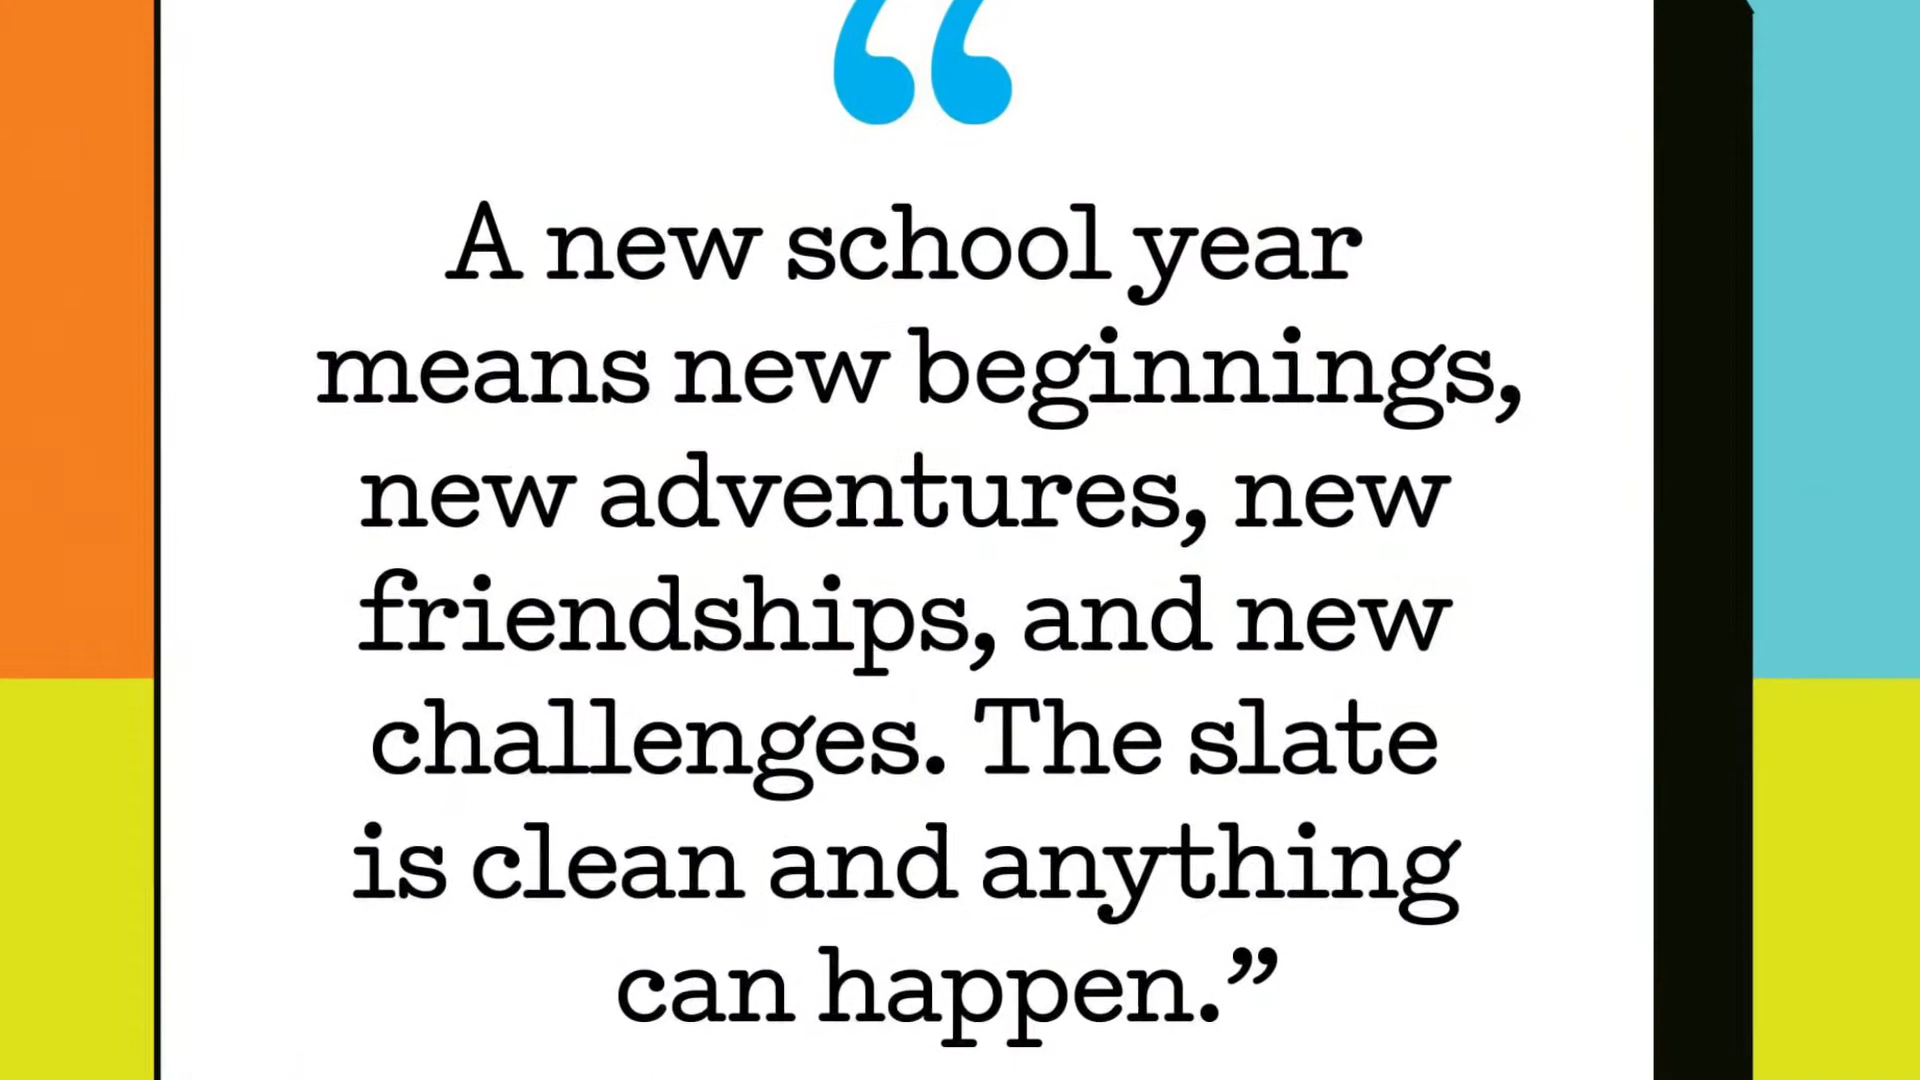 “
A new school year
means new beginnings,
new adventures, new
friendships, and new
challenges. The slate
is clean and anything
can happen.”